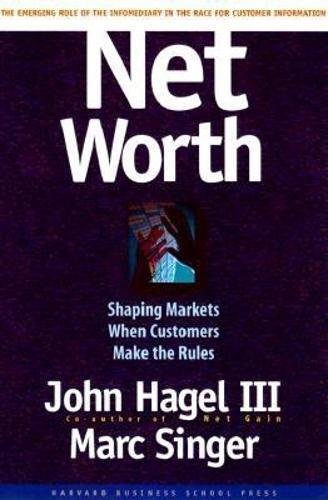 THE EMERGING ROLE OF THE INFOMEDIARY IN THE RACE FOR CUSTOMER INFORMATION
Net
Worth
Shaping Markets
When Customers
Make the Rules
John Hagel III
Co-author of Net Gain
Marc Singer
HARVARD BUSINESS SCHOOL PRESS